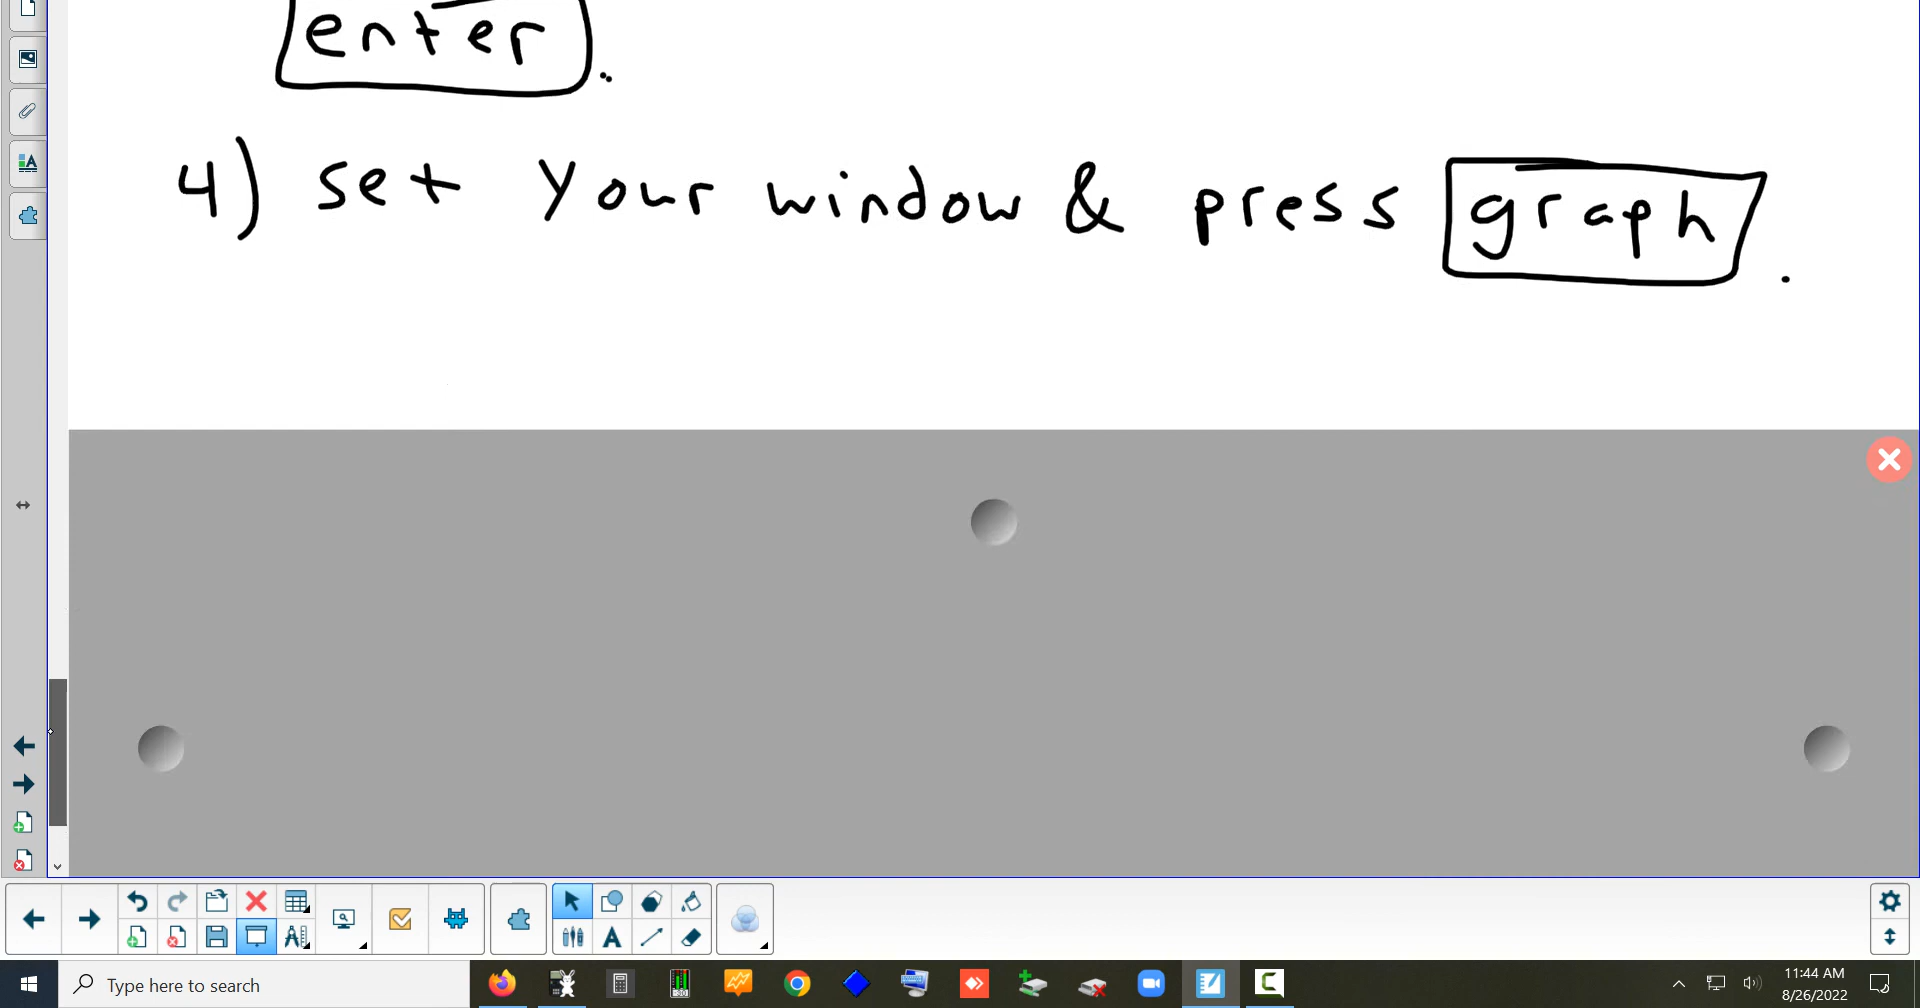 enter.
4) set your window & press graph.
Type here to search
11:44 AM
8/26/2022